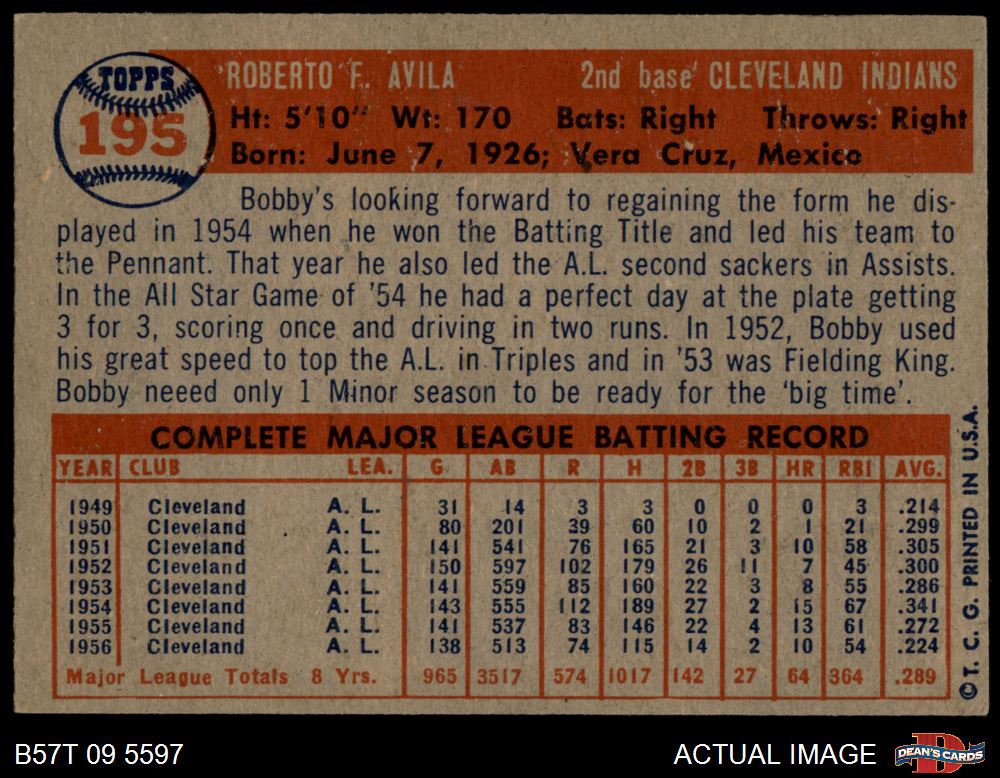 TOPPS
195
ROBERTO F. AVILA 2nd base CLEVELAND INDIANS
Ht: 5'10" Wt: 170 Bats: Right Throws: Right
Born: June 7, 1926; Vera Cruz, Mexico
Bobby's looking forward to regaining the form he dis-
played in 1954 when he won the Batting Title and led his team to
the Pennant. That year he also led the A.L. second sackers in Assists.
In the All Star Game of '54 he had a perfect day at the plate getting
3 for 3, scoring once and driving in two runs. In 1952, Bobby used
his great speed to top the A.L. in Triples and in '53 was Fielding King.
Bobby neeed only 1 Minor season to be ready for the 'big time'.
COMPLETE MAJOR LEAGUE BATTING RECORD
YEAR CLUB LEA. G AB R H 2B 3B HR RBI AVG.
1949 Cleveland A. L. 31 14 3 3 0 0 0 3 .214
1950 Cleveland A. L. 80 201 39 60 10 2 1 21 .299
1951 Cleveland A. L. 141 541 76 165 21 3 10 58 .305
1952 Cleveland A. L. 150 597 102 179 26 11 7 45 .300
1953 Cleveland A. L. 141 559 85 160 22 3 8 55 .286
1954 Cleveland A. L. 143 555 112 189 27 2 15 67 .341
1955 Cleveland A. L. 141 537 83 146 22 4 13 61 .272
1956 Cleveland A. L. 138 513 74 115 14 2 10 54 .224
Major League Totals 8 Yrs. 965 3517 574 1017 142 27 64 364 .289
© T. C. G. PRINTED IN U.S.A.
B57T 09 5597 ACTUAL IMAGE
DEAN'S CARDS